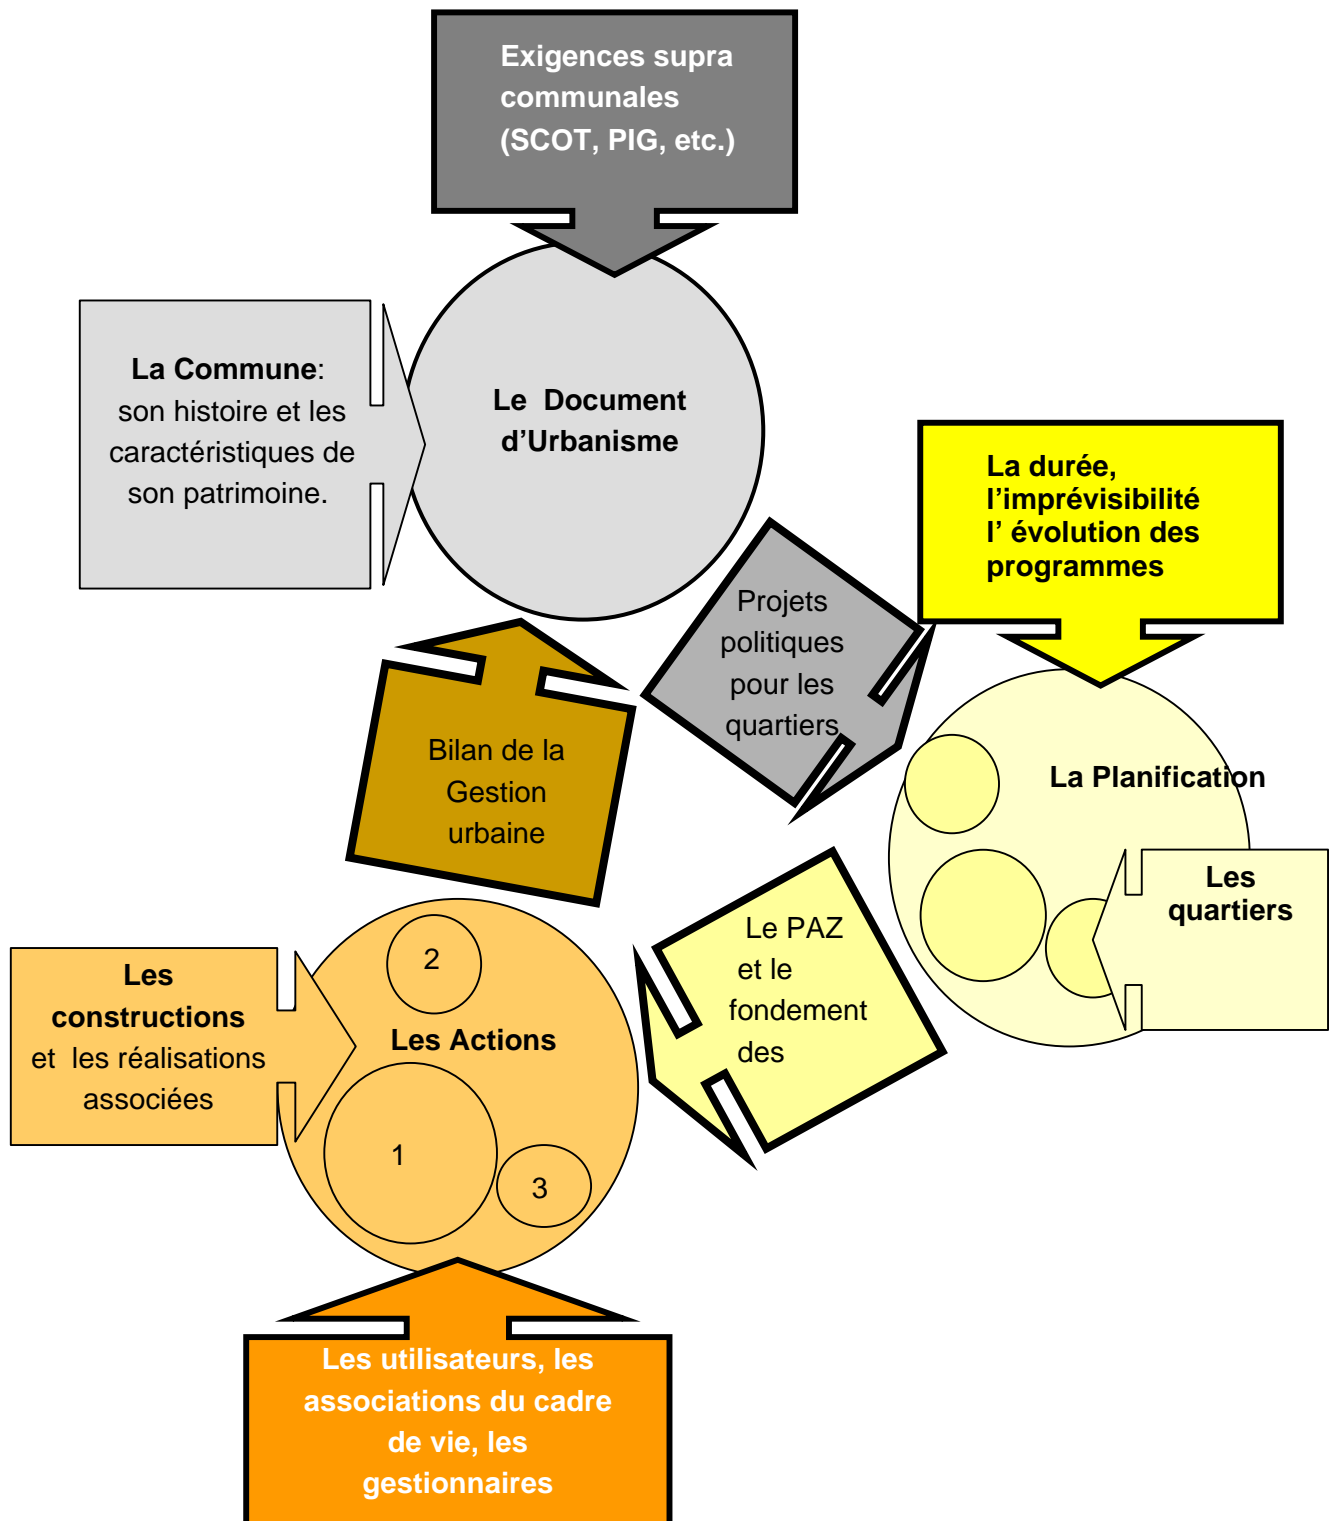 Exigences supra
communales
(SCOT, PIG, etc.)
La Commune:
son histoire et les
caractéristiques de
son patrimoine.
Le Document
d’Urbanisme
La durée,
l’imprévisibilité
l’ évolution des
programmes
Projets
politiques
pour les
quartiers
Bilan de la
Gestion
urbaine
La Planification
Les
quartiers
Le PAZ
et le
fondement
des
Les
constructions
et les réalisations
associées
2
Les Actions
1
3
Les utilisateurs, les
associations du cadre
de vie, les
gestionnaires